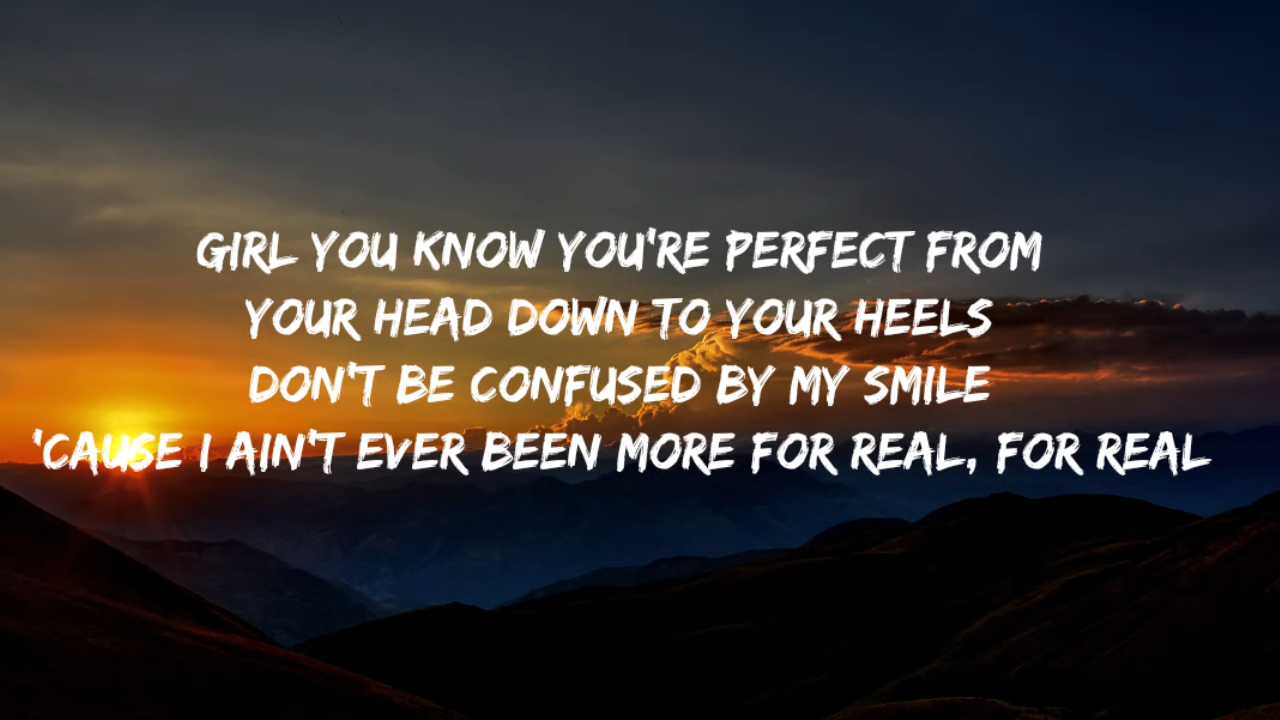 GIRL YOU KNOW YOU'RE PERFECT FROM
YOUR HEAD DOWN TO YOUR HEELS
DON'T BE CONFUSED BY MY SMILE
'CAUSE I AIN'T EVER BEEN MORE FOR REAL, FOR REAL